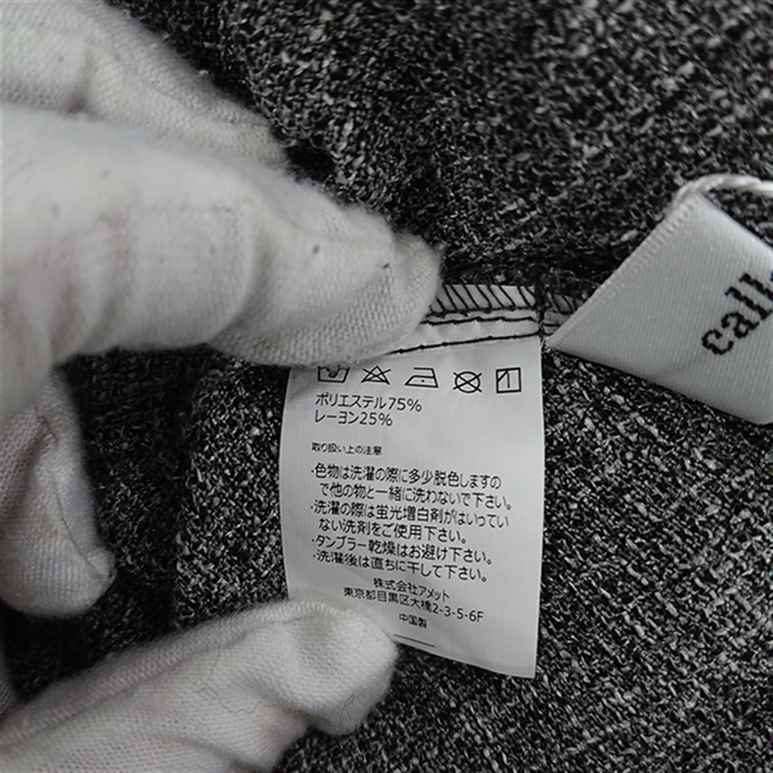 ポリエステル75%
レーヨン25%
取り扱い上の注意
・色物は洗濯の際に多少脱色しますの
で他の物と一緒に洗わないで下さい。
・洗濯の際は蛍光増白剤がはいってい
ない洗剤をご使用下さい。
・タンブラー乾燥はお避け下さい。
・洗濯後は直ちに干して下さい。
株式会社アメット
東京都目黒区大橋2-3-5-6F
中国製